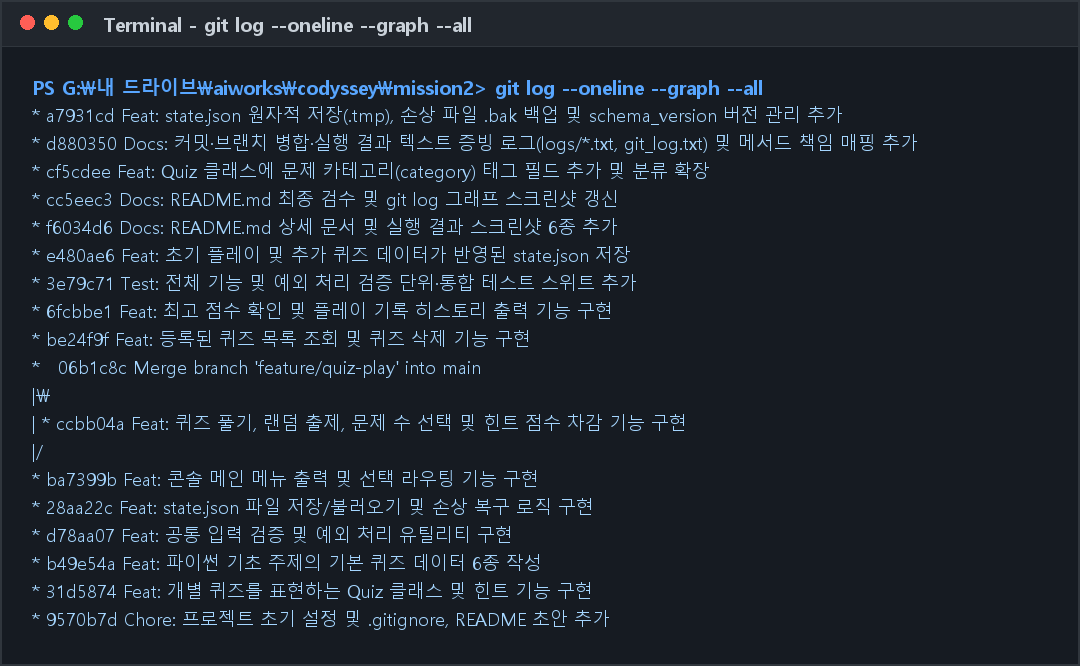 Terminal - git log --oneline --graph --all
PS G:₩내 드라이브₩aiworks₩codyssey₩mission2> git log --oneline --graph --all
* a7931cd Feat: state.json 원자적 저장(.tmp), 손상 파일 .bak 백업 및 schema_version 버전 관리 추가
* d880350 Docs: 커밋·브랜치 병합·실행 결과 텍스트 증빙 로그(logs/*.txt, git_log.txt) 및 메서드 책임 매핑 추가
* cf5cdee Feat: Quiz 클래스에 문제 카테고리(category) 태그 필드 추가 및 분류 확장
* cc5eec3 Docs: README.md 최종 검수 및 git log 그래프 스크린샷 갱신
* f6034d6 Docs: README.md 상세 문서 및 실행 결과 스크린샷 6종 추가
* e480ae6 Feat: 초기 플레이 및 추가 퀴즈 데이터가 반영된 state.json 저장
* 3e79c71 Test: 전체 기능 및 예외 처리 검증 단위·통합 테스트 스위트 추가
* 6fcbbe1 Feat: 최고 점수 확인 및 플레이 기록 히스토리 출력 기능 구현
* be24f9f Feat: 등록된 퀴즈 목록 조회 및 퀴즈 삭제 기능 구현
*   06b1c8c Merge branch 'feature/quiz-play' into main
|₩
| * ccbb04a Feat: 퀴즈 풀기, 랜덤 출제, 문제 수 선택 및 힌트 점수 차감 기능 구현
|/
* ba7399b Feat: 콘솔 메인 메뉴 출력 및 선택 라우팅 기능 구현
* 28aa22c Feat: state.json 파일 저장/불러오기 및 손상 복구 로직 구현
* d78aa07 Feat: 공통 입력 검증 및 예외 처리 유틸리티 구현
* b49e54a Feat: 파이썬 기초 주제의 기본 퀴즈 데이터 6종 작성
* 31d5874 Feat: 개별 퀴즈를 표현하는 Quiz 클래스 및 힌트 기능 구현
* 9570b7d Chore: 프로젝트 초기 설정 및 .gitignore, README 초안 추가